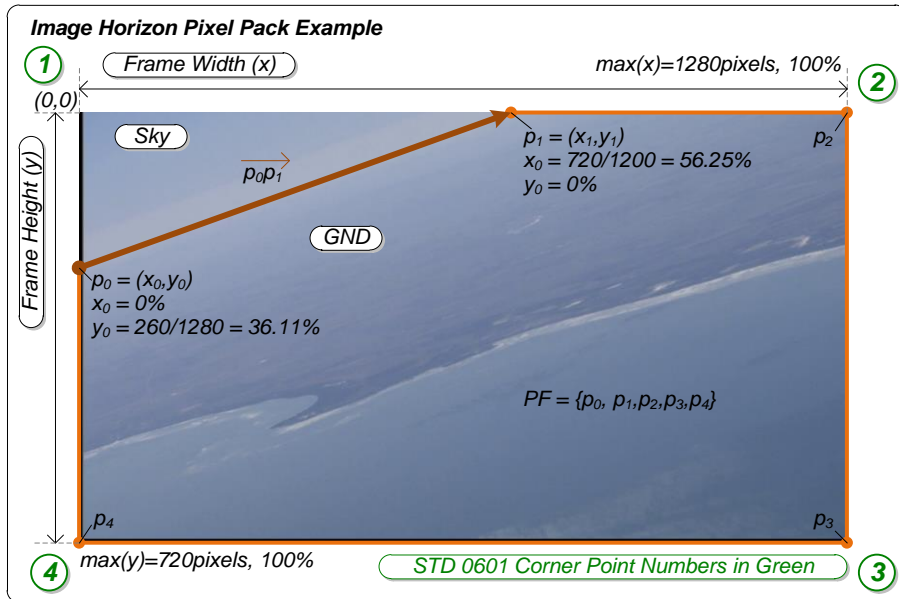 Image Horizon Pixel Pack Example
1
Frame Width (x)
max(x)=1280pixels, 100%
2
(0,0)
Sky
p₂
p₁ = (x₁,y₁)
x₀ = 720/1200 = 56.25%
y₀ = 0%
p₀p₁
GND
Frame Height (y)
p₀ = (x₀,y₀)
x₀ = 0%
y₀ = 260/1280 = 36.11%
PF = {p₀, p₁,p₂,p₃,p₄}
p₄
p₃
4
max(y)=720pixels, 100%
STD 0601 Corner Point Numbers in Green
3